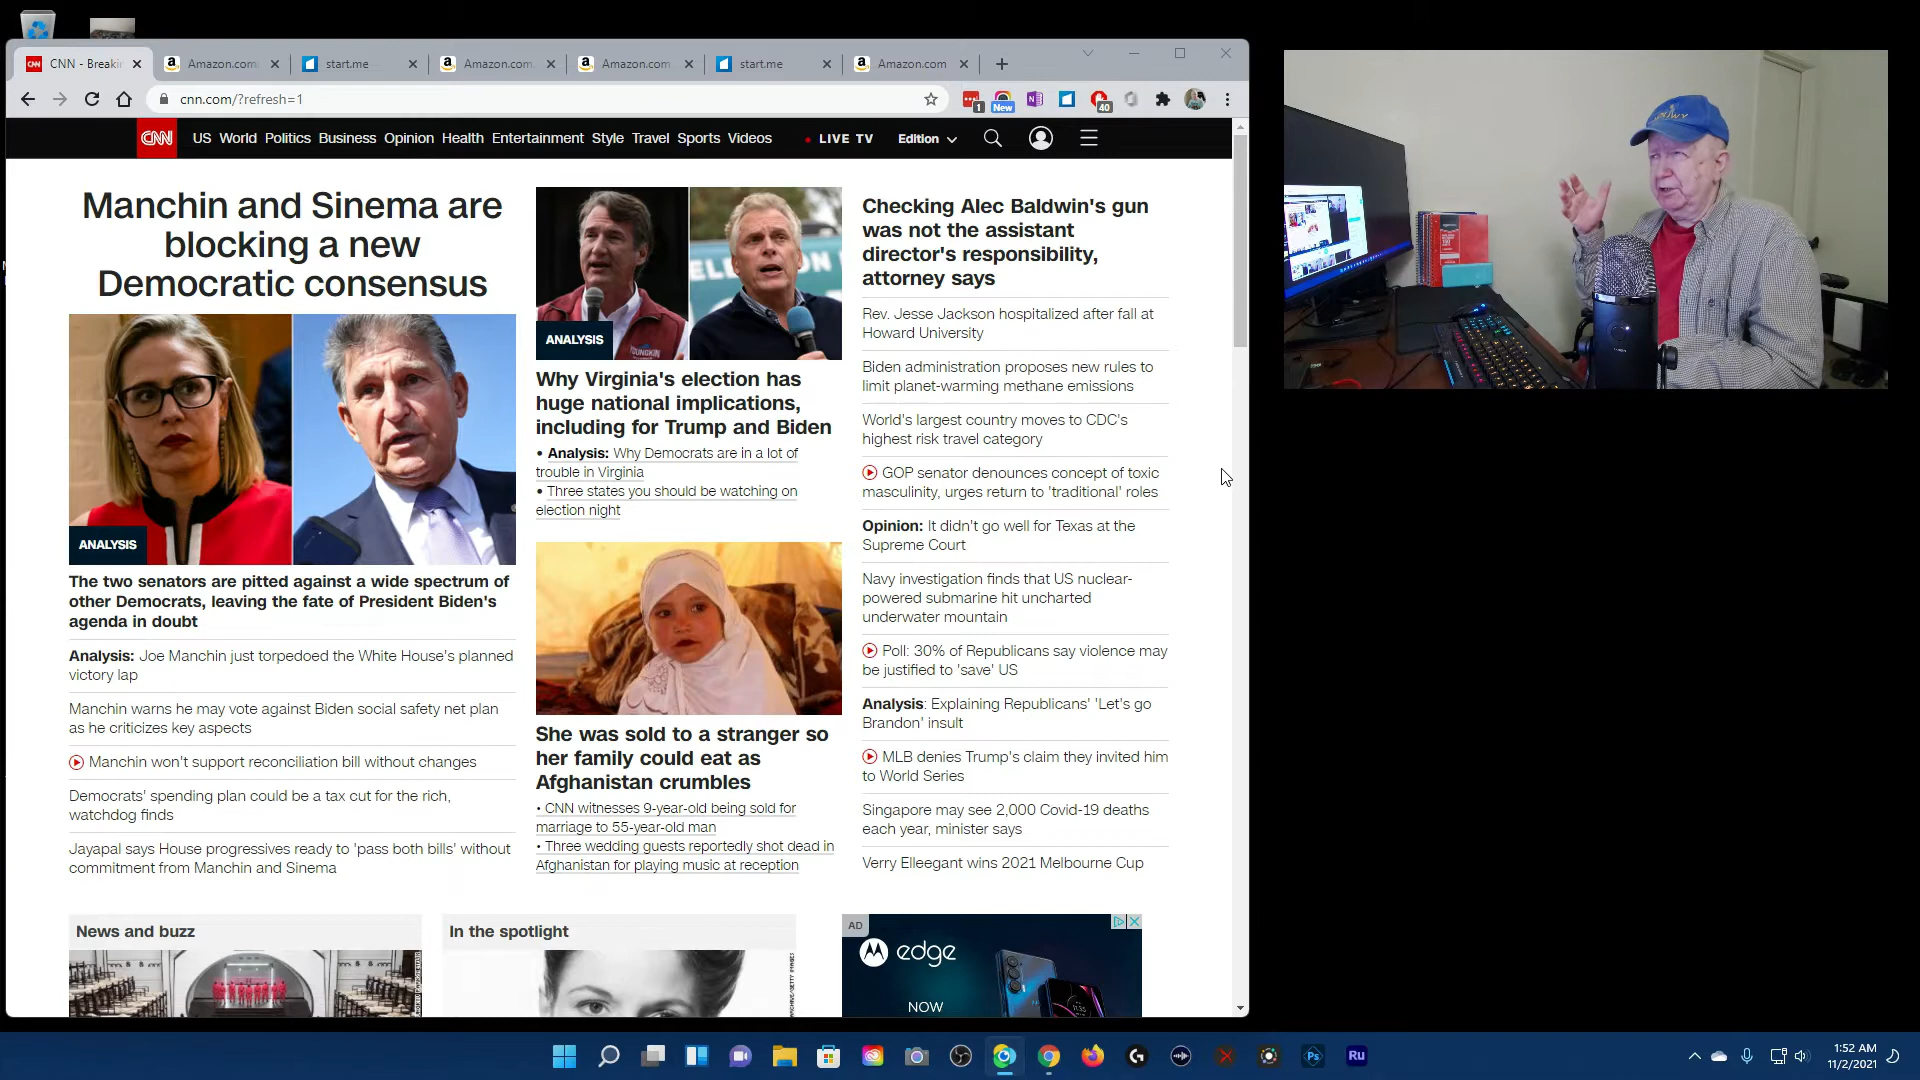 CNN - Breaki
Amazon.com
start.me
Amazon.com
Amazon.com
start.me
Amazon.com
cnn.com/?refresh=1
1
New
40
CNN
US World Politics Business Opinion Health Entertainment Style Travel Sports Videos
LIVE TV
Edition
Manchin and Sinema are
blocking a new
Democratic consensus
ANALYSIS
The two senators are pitted against a wide spectrum of
other Democrats, leaving the fate of President Biden's
agenda in doubt
Analysis: Joe Manchin just torpedoed the White House's planned
victory lap
Manchin warns he may vote against Biden social safety net plan
as he criticizes key aspects
Manchin won't support reconciliation bill without changes
Democrats' spending plan could be a tax cut for the rich,
watchdog finds
Jayapal says House progressives ready to 'pass both bills' without
commitment from Manchin and Sinema
YOUNGKIN
ANALYSIS
Why Virginia's election has
huge national implications,
including for Trump and Biden
• Analysis: Why Democrats are in a lot of
trouble in Virginia
• Three states you should be watching on
election night
She was sold to a stranger so
her family could eat as
Afghanistan crumbles
• CNN witnesses 9-year-old being sold for
marriage to 55-year-old man
• Three wedding guests reportedly shot dead in
Afghanistan for playing music at reception
Checking Alec Baldwin's gun
was not the assistant
director's responsibility,
attorney says
Rev. Jesse Jackson hospitalized after fall at
Howard University
Biden administration proposes new rules to
limit planet-warming methane emissions
World's largest country moves to CDC's
highest risk travel category
GOP senator denounces concept of toxic
masculinity, urges return to 'traditional' roles
Opinion: It didn't go well for Texas at the
Supreme Court
Navy investigation finds that US nuclear-
powered submarine hit uncharted
underwater mountain
Poll: 30% of Republicans say violence may
be justified to 'save' US
Analysis: Explaining Republicans' 'Let's go
Brandon' insult
MLB denies Trump's claim they invited him
to World Series
Singapore may see 2,000 Covid-19 deaths
each year, minister says
Verry Elleegant wins 2021 Melbourne Cup
News and buzz
In the spotlight
AD
edge
NOW
Ps
Ru
1:52 AM
11/2/2021